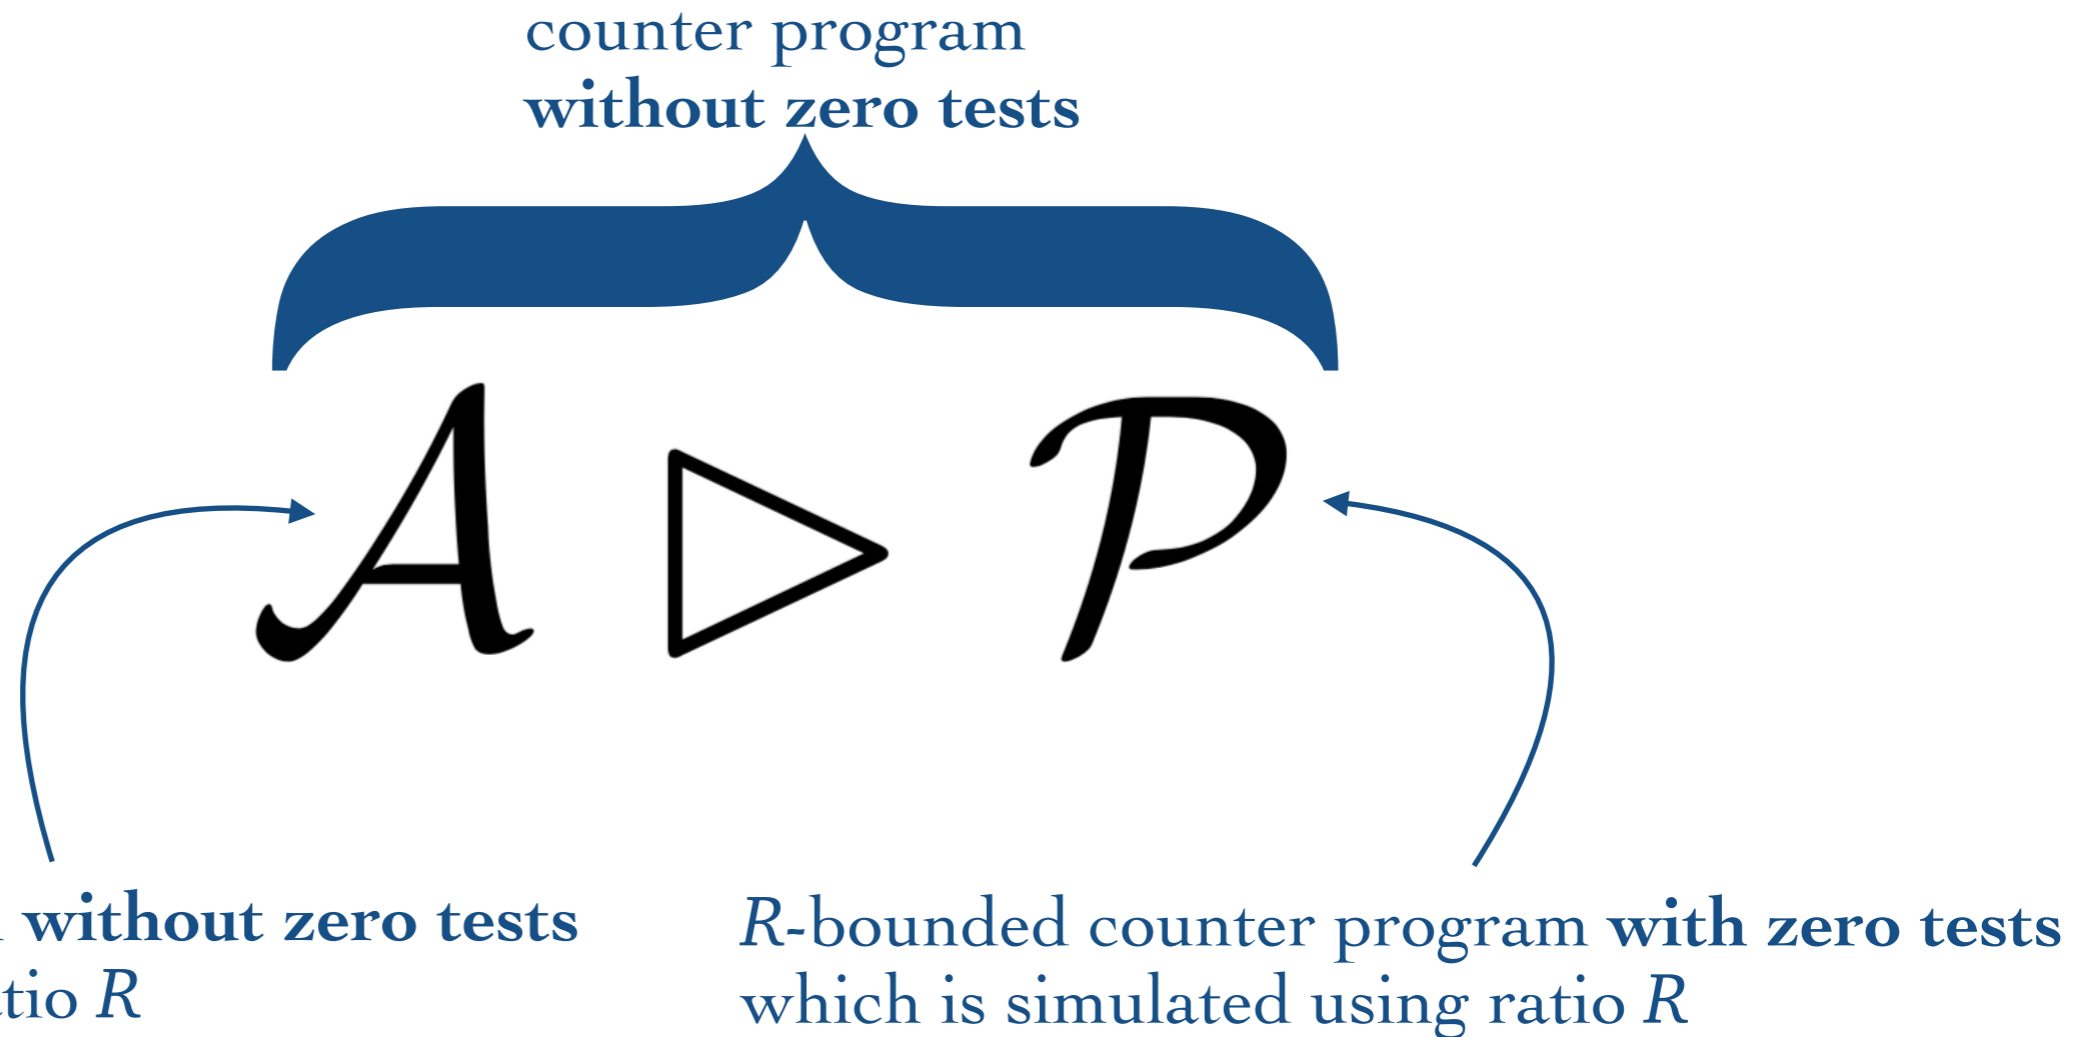 counter program
without zero tests
A ▷ P
without zero tests
R
R-bounded counter program with zero tests
which is simulated using ratio R